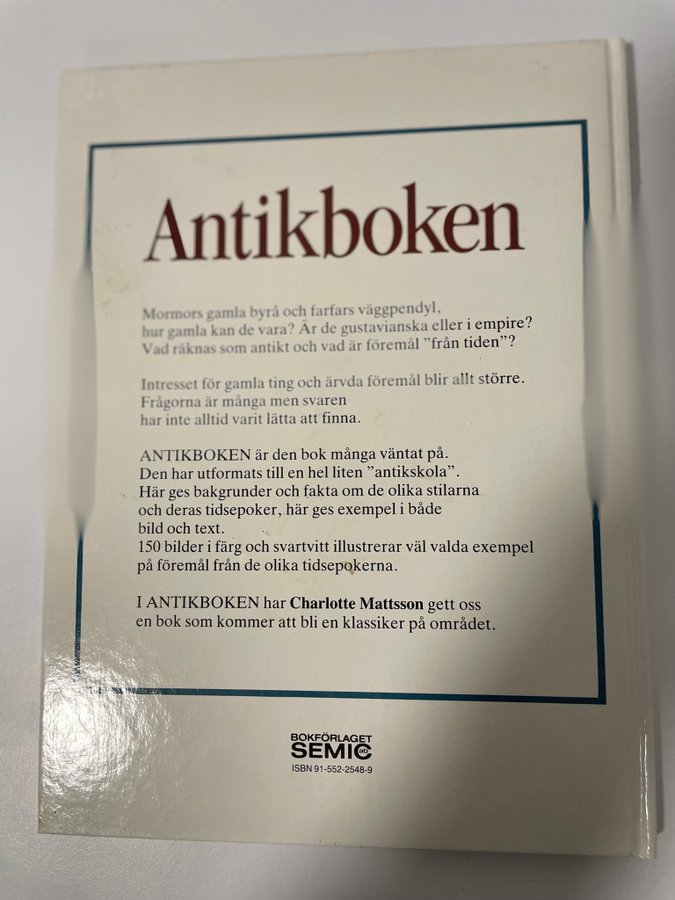 Antikboken
Mormors gamla byrå och farfars väggpendyl,
hur gamla kan de vara? Är de gustavianska eller i empire?
Vad räknas som antikt och vad är föremål ”från tiden”?
Intresset för gamla ting och ärvda föremål blir allt större.
Frågorna är många men svaren
har inte alltid varit lätta att finna.
ANTIKBOKEN är den bok många väntat på.
Den har utformats till en hel liten ”antikskola”.
Här ges bakgrunder och fakta om de olika stilarna
och deras tidsepoker, här ges exempel i både
bild och text.
150 bilder i färg och svartvitt illustrerar väl valda exempel
på föremål från de olika tidsepokerna.
I ANTIKBOKEN har Charlotte Mattsson gett oss
en bok som kommer att bli en klassiker på området.
BOKFÖRLAGET
SEMIC ab
ISBN 91-552-2548-9